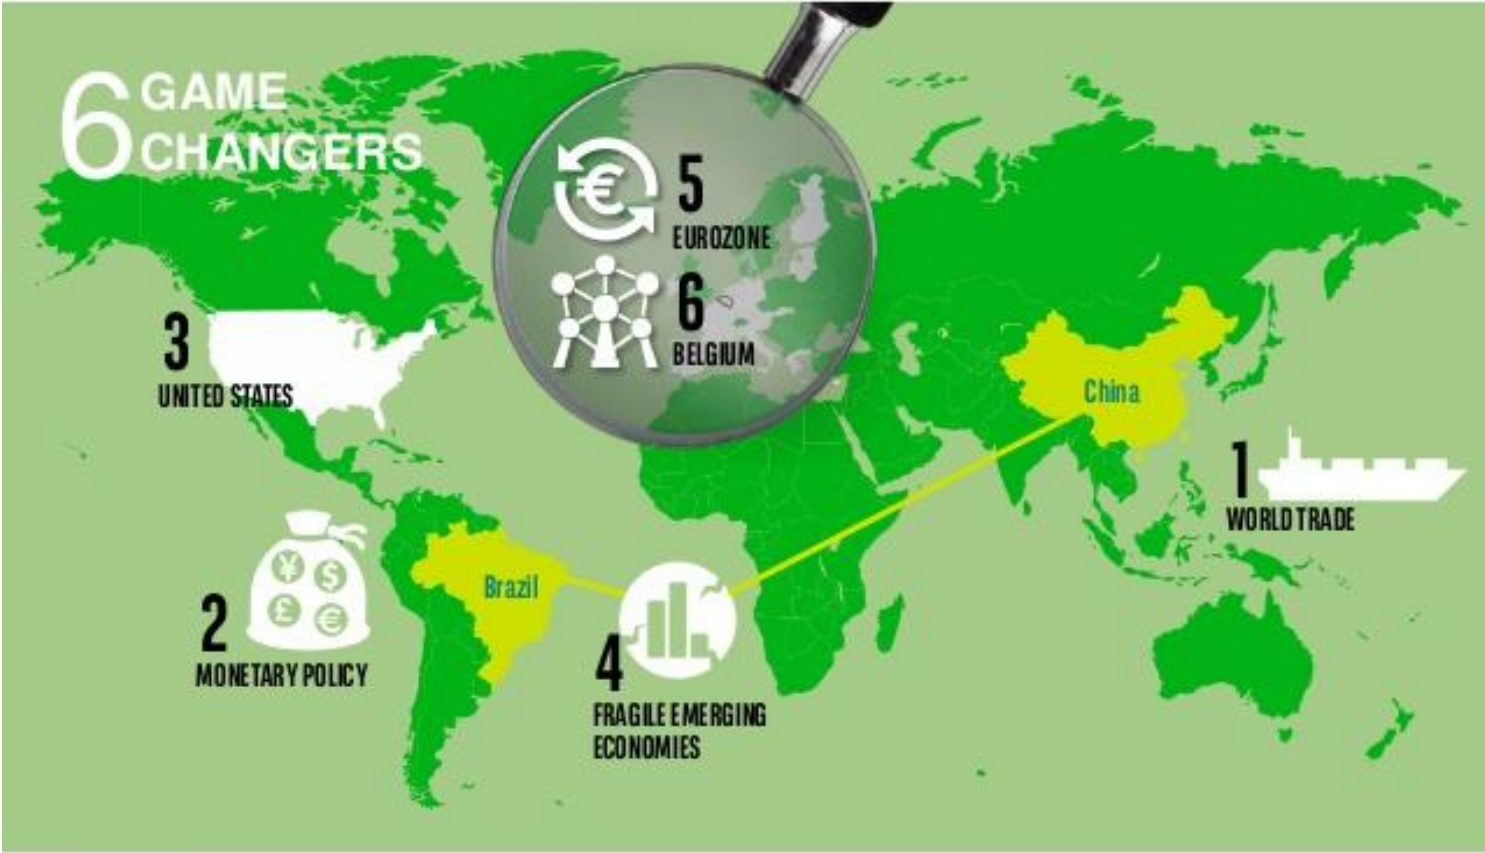 6 GAME
CHANGERS
€
5
EUROZONE
6
BELGIUM
3
UNITED STATES
China
1
WORLD TRADE
¥ $
£ €
2
MONETARY POLICY
Brazil
4
FRAGILE EMERGING
ECONOMIES